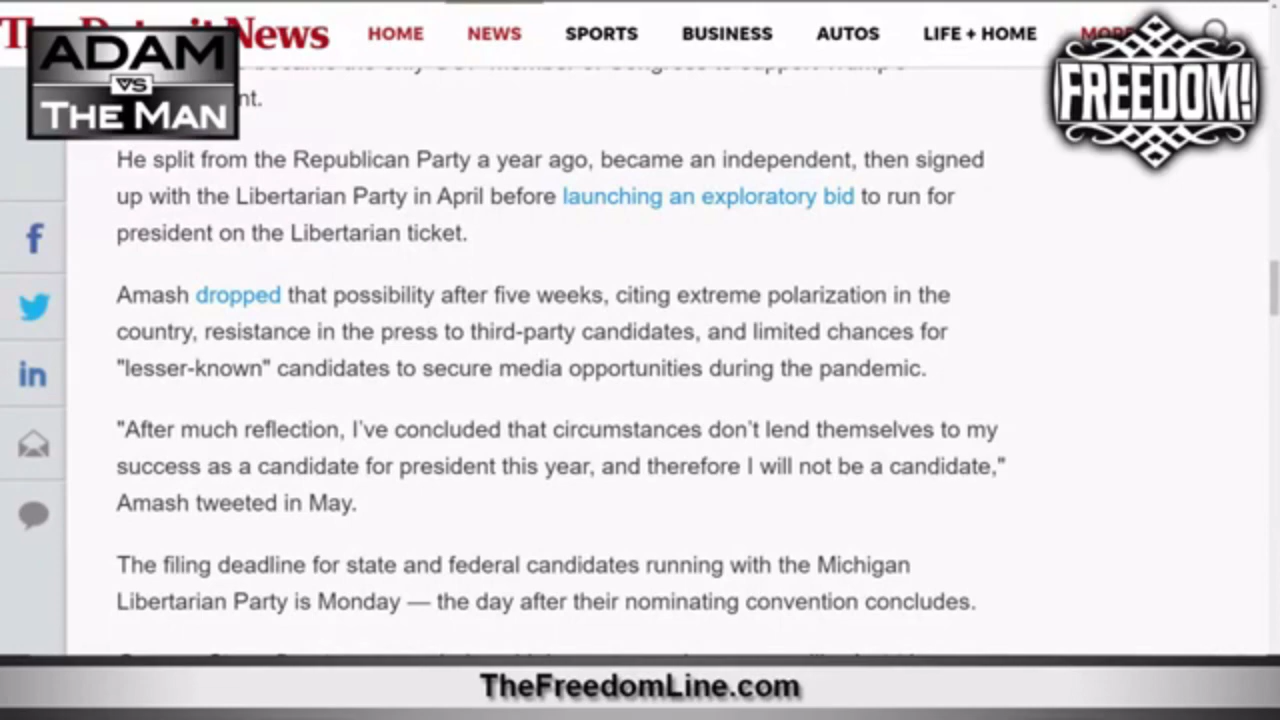 The Detroit News
HOME NEWS SPORTS BUSINESS AUTOS LIFE + HOME MORE
ADAM
VS
THE MAN
FREEDOM!
nt.
He split from the Republican Party a year ago, became an independent, then signed
up with the Libertarian Party in April before launching an exploratory bid to run for
president on the Libertarian ticket.
Amash dropped that possibility after five weeks, citing extreme polarization in the
country, resistance in the press to third-party candidates, and limited chances for
"lesser-known" candidates to secure media opportunities during the pandemic.
"After much reflection, I've concluded that circumstances don't lend themselves to my
success as a candidate for president this year, and therefore I will not be a candidate,"
Amash tweeted in May.
The filing deadline for state and federal candidates running with the Michigan
Libertarian Party is Monday — the day after their nominating convention concludes.
TheFreedomLine.com